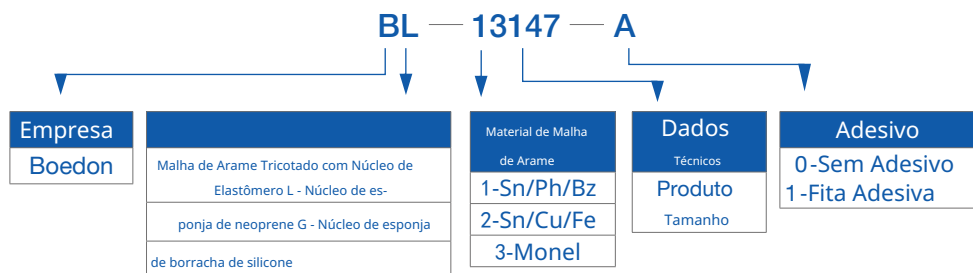 BL — 13147 — A
Empresa
Boedon
Malha de Arame Tricotado com Núcleo de
Elastômero L - Núcleo de es-
ponja de neoprene G - Núcleo de esponja
de borracha de silicone
Material de Malha
de Arame
1-Sn/Ph/Bz
2-Sn/Cu/Fe
3-Monel
Dados
Técnicos
Produto
Tamanho
Adesivo
0-Sem Adesivo
1-Fita Adesiva